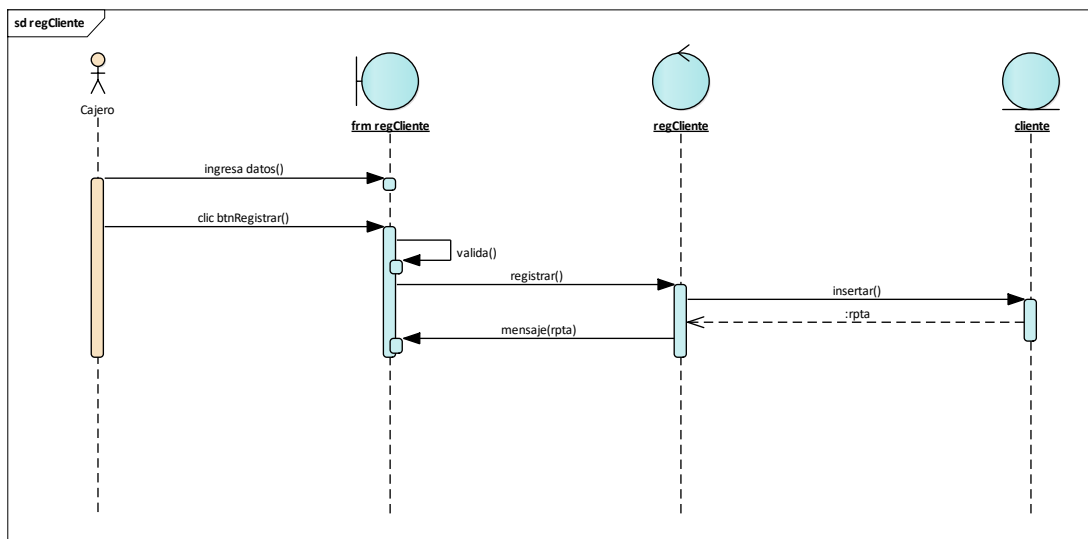 sd regCliente
Cajero
frm regCliente
regCliente
cliente
ingresa datos()
clic btnRegistrar()
valida()
registrar()
insertar()
:rpta
mensaje(rpta)